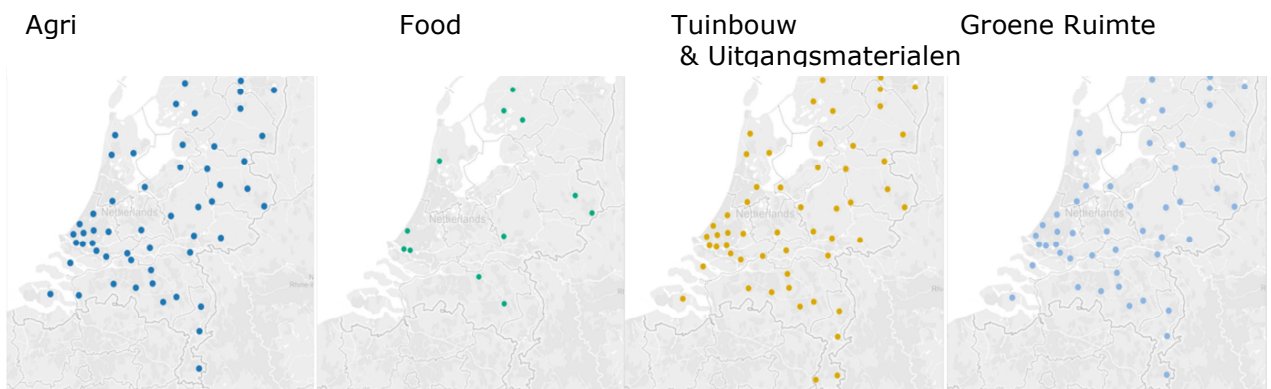 Agri
Food
Tuinbouw
& Uitgangsmaterialen
Groene Ruimte
Netherlands
Netherlands
Netherlands
Netherlands